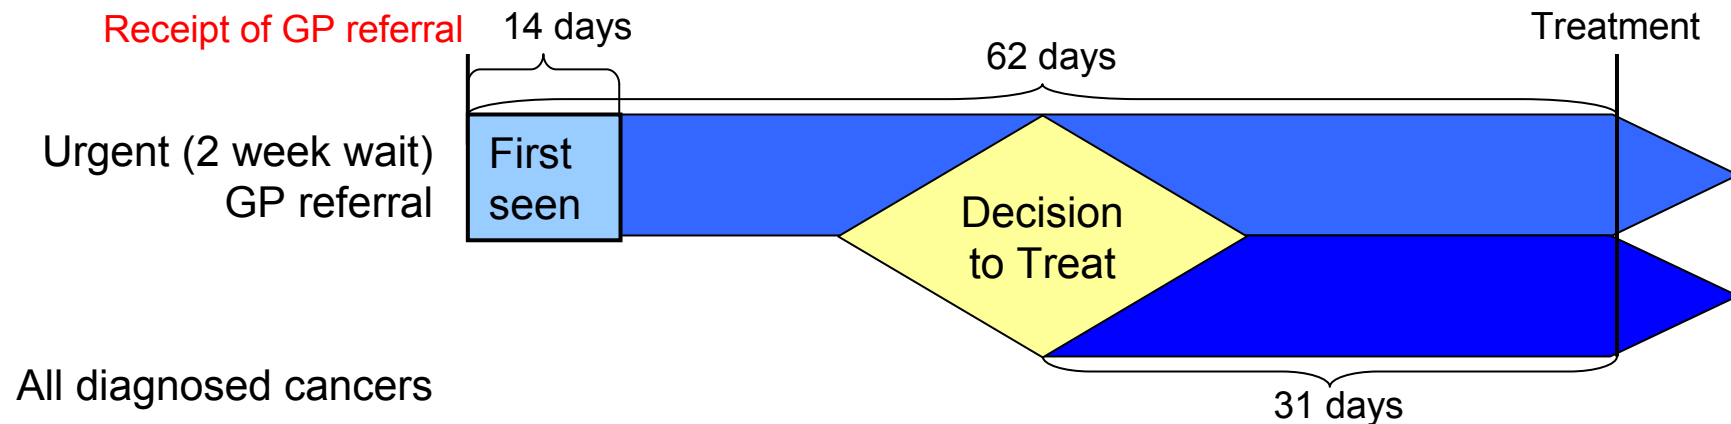 Receipt of GP referral
14 days
62 days
Treatment
Urgent (2 week wait)
GP referral
First
seen
Decision
to Treat
All diagnosed cancers
31 days